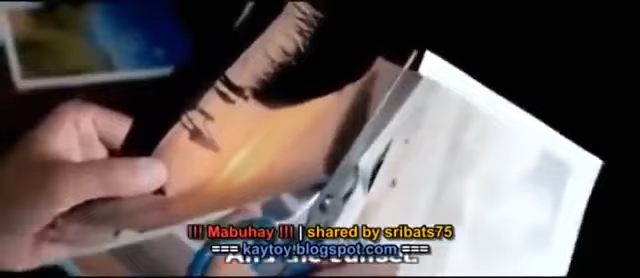 !!! Mabuhay !!! | shared by sribats75
=== kaytoy.blogspot.com ===